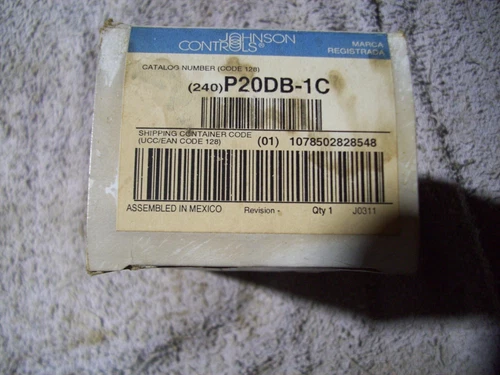 JOHNSON
CONTROLS®
MARCA
REGISTRADA
CATALOG NUMBER (CODE 128)
(240) P20DB-1C
SHIPPING CONTAINER CODE
(UCC/EAN CODE 128)
(01) 1078502828548
ASSEMBLED IN MEXICO Revision - Qty 1 J0311